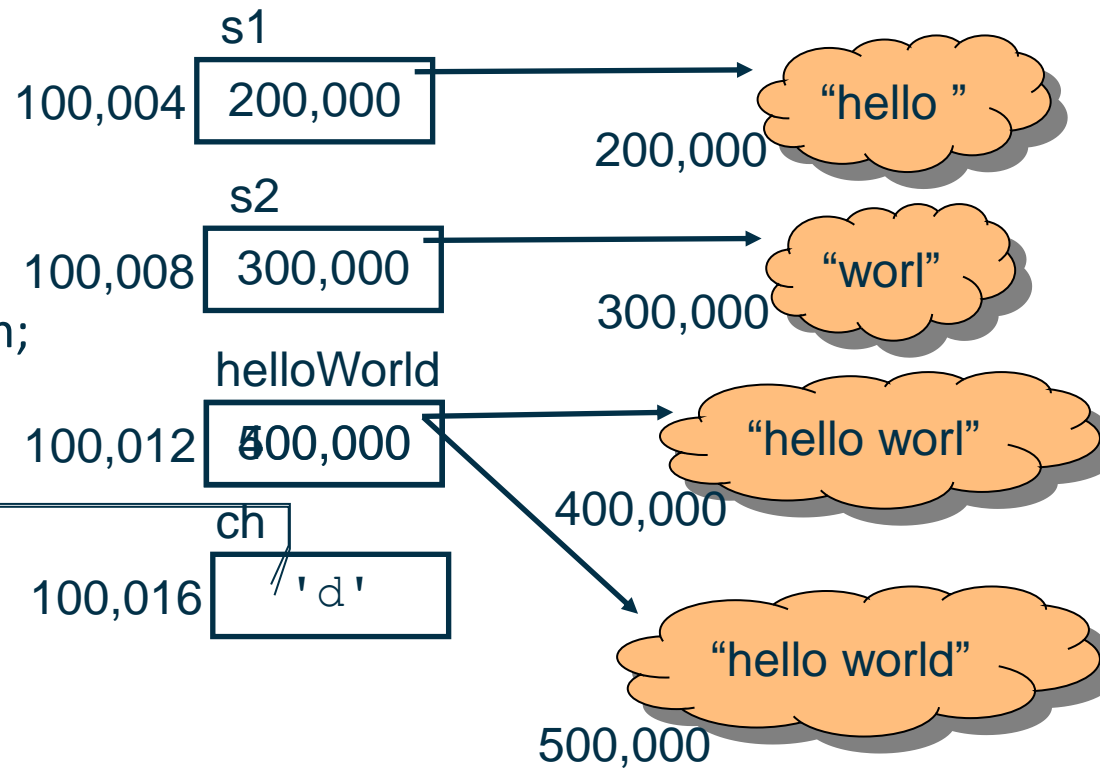 s1
100,004 200,000 “hello ”
200,000
s2
100,008 300,000 “worl”
300,000
n;
helloWorld
100,012 00,000 “hello worl”
400,000
ch
100,016 'd'
“hello world”
500,000